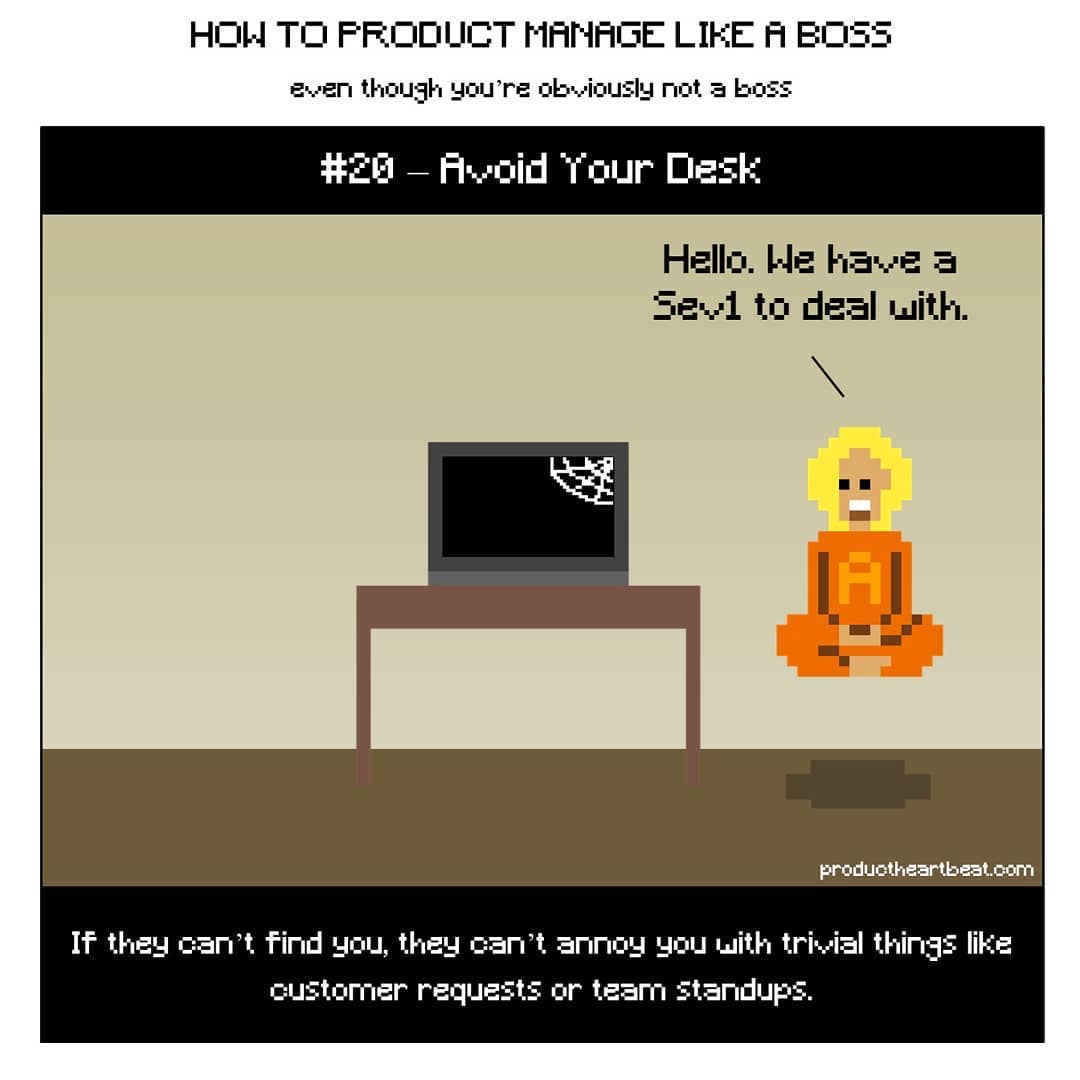 HOW TO PRODUCT MANAGE LIKE A BOSS
even though you're obviously not a boss
#20 – Avoid Your Desk
Hello. We have a
Sev1 to deal with.
A
productheartbeat.com
If they can't find you, they can't annoy you with trivial things like
customer requests or team standups.